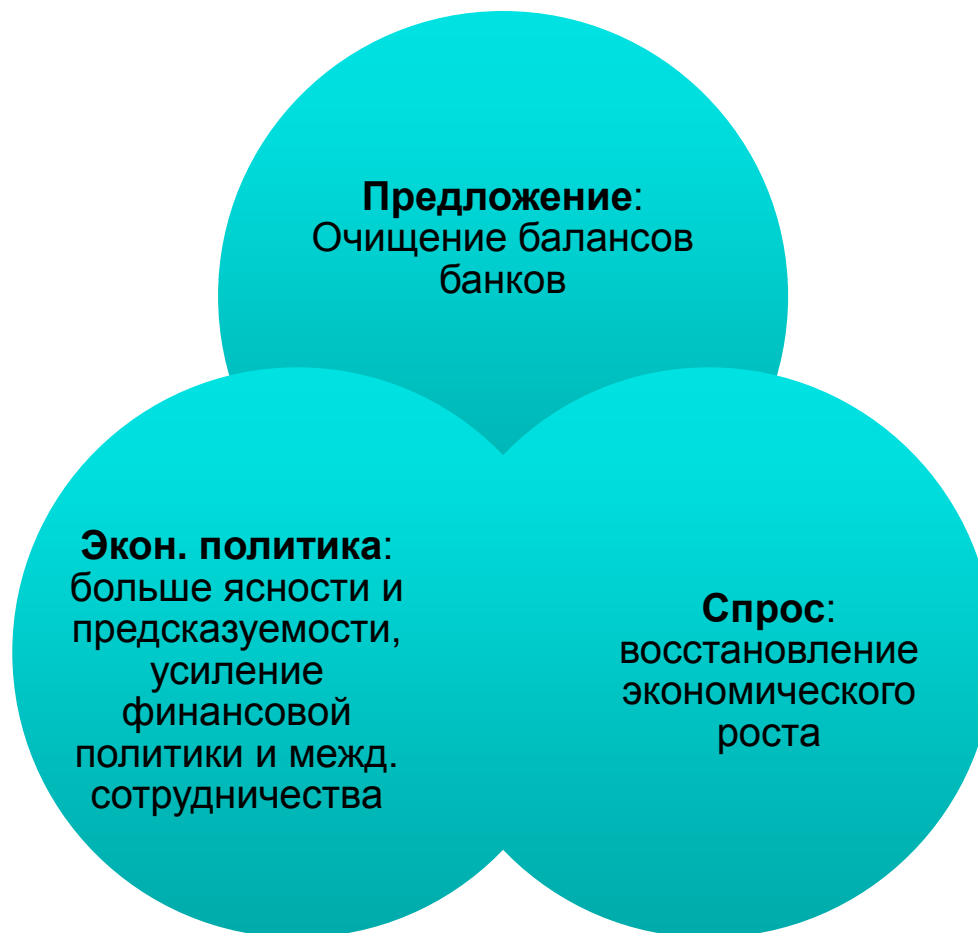 Предложение:
Очищение балансов
банков
Экон. политика:
больше ясности и
предсказуемости,
усиление
финансовой
политики и межд.
сотрудничества
Спрос:
восстановление
экономического
роста